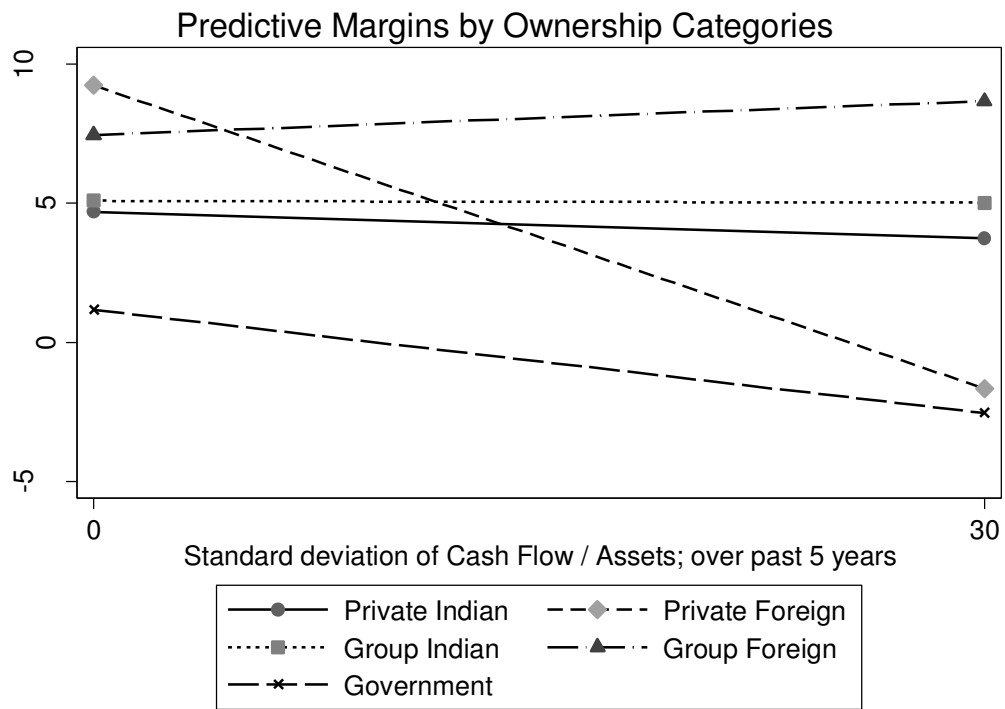 Predictive Margins by Ownership Categories
10
5
0
-5
0 30
Standard deviation of Cash Flow / Assets; over past 5 years
Private Indian Private Foreign
Group Indian Group Foreign
Government